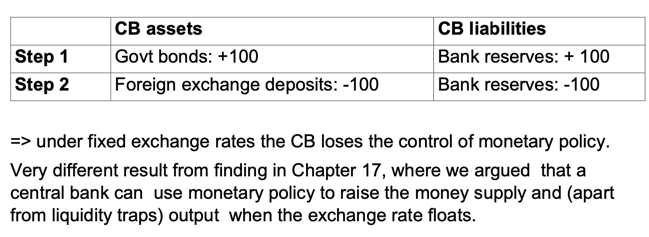 CB assets CB liabilities
Step 1 Govt bonds: +100 Bank reserves: + 100
Step 2 Foreign exchange deposits: -100 Bank reserves: -100
=> under fixed exchange rates the CB loses the control of monetary policy.
Very different result from finding in Chapter 17, where we argued that a
central bank can use monetary policy to raise the money supply and (apart
from liquidity traps) output when the exchange rate floats.